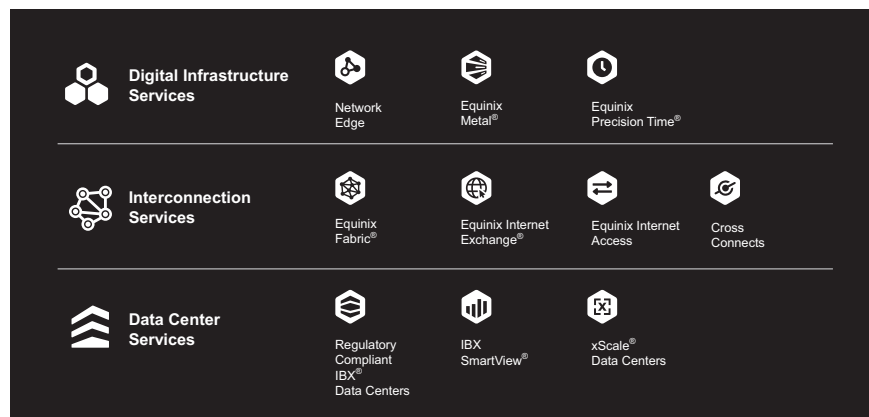 Digital Infrastructure
Services
Network
Edge
Equinix
Metal®
Equinix
Precision Time®
Interconnection
Services
Equinix
Fabric®
Equinix Internet
Exchange®
Equinix Internet
Access
Cross
Connects
Data Center
Services
Regulatory
Compliant
IBX®
Data Centers
IBX
SmartView®
xScale®
Data Centers